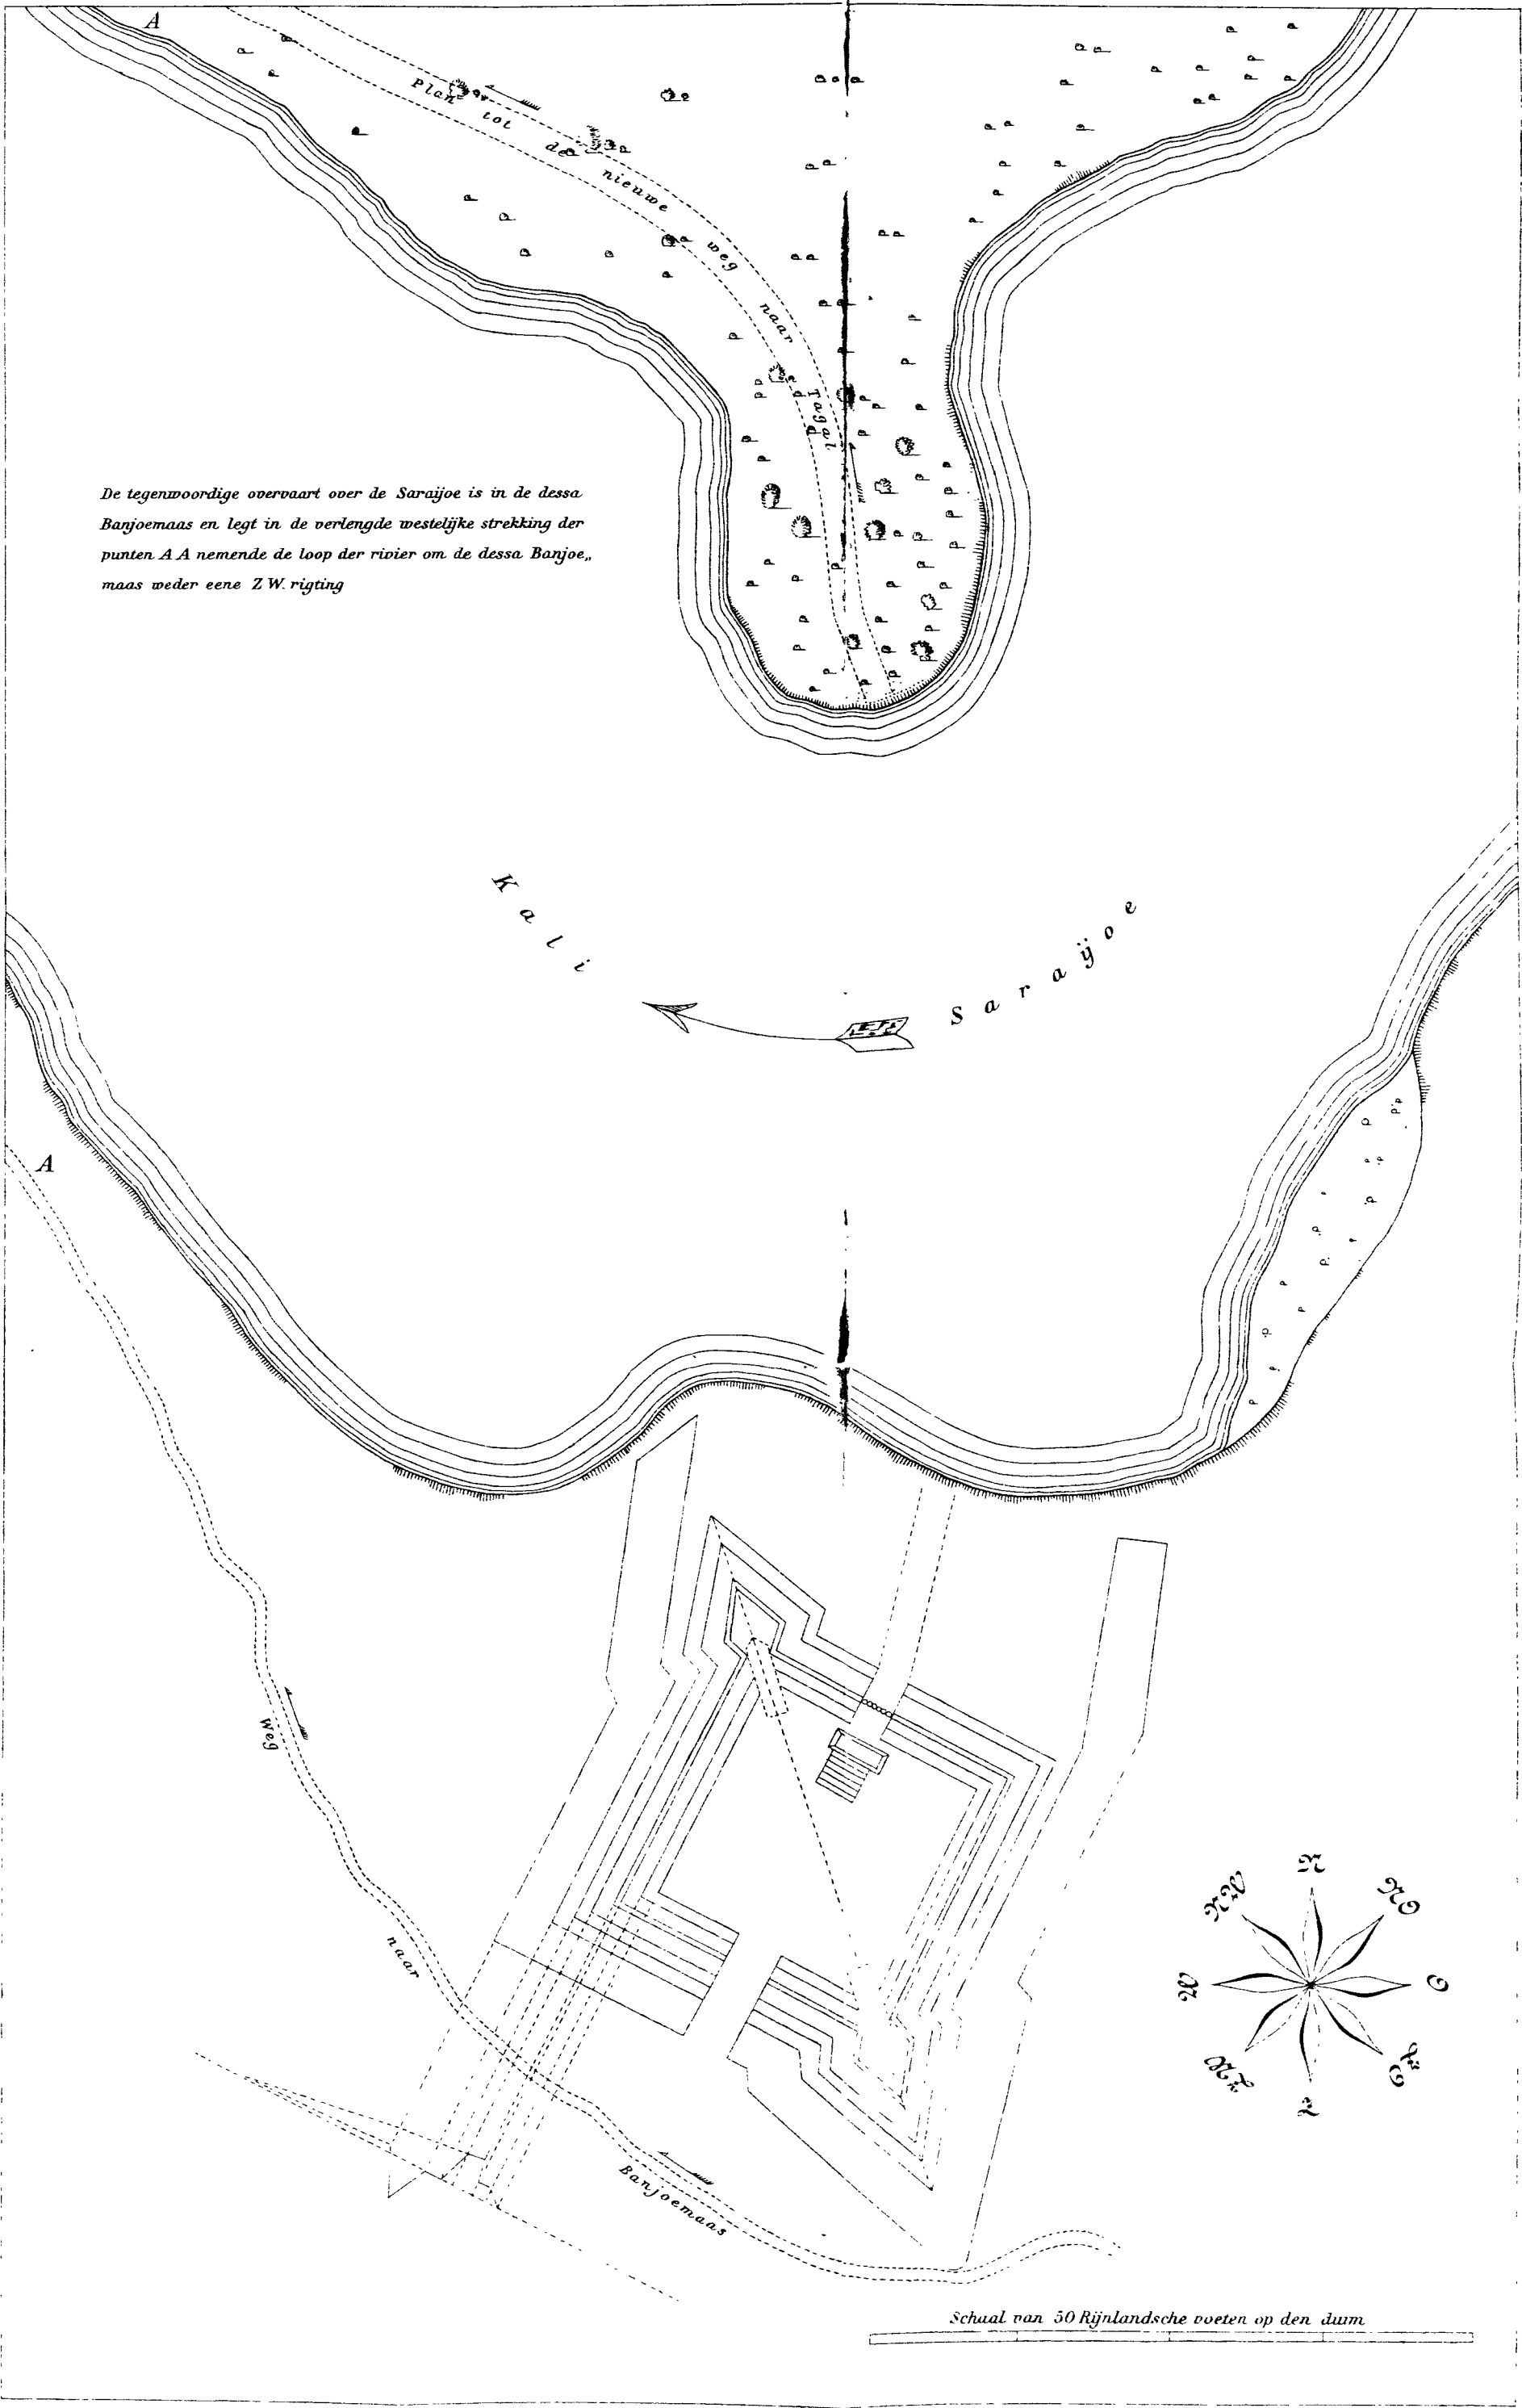 A
Plan tot de nieuwe weg naar Tagal
De tegenwoordige overvaart over de Saraijoe is in de dessa
Banjoemaas en legt in de verlengde westelijke strekking der
punten A A nemende de loop der rivier om de dessa Banjoe„
maas weder eene Z W. rigting
Kali Saraÿoe
A
weg naar Banjoemaas
N
NW
NO
W
O
ZW
ZO
Z
Schaal van 50 Rijnlandsche voeten op den duim